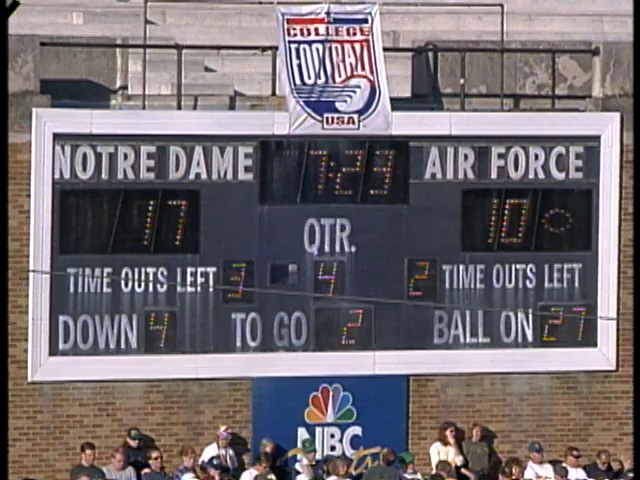 COLLEGE
FOOTBALL
USA
NOTRE DAME 7:23 AIR FORCE
17 10
QTR.
TIME OUTS LEFT 3 4 2 TIME OUTS LEFT
DOWN 4 TO GO 2 BALL ON 27
NBC